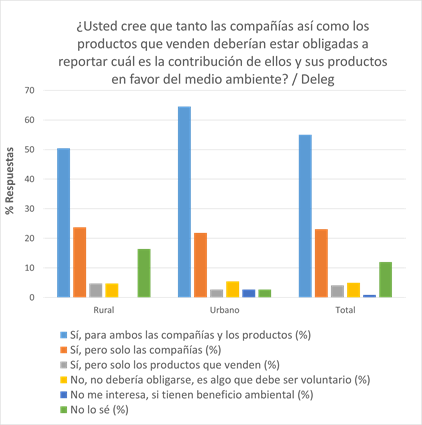 ¿Usted cree que tanto las compañías así como los
productos que venden deberían estar obligadas a
reportar cuál es la contribución de ellos y sus productos
en favor del medio ambiente? / Deleg
70
60
50
40
30
20
10
0
% Respuestas
Rural
Urbano
Total
Sí, para ambos las compañías y los productos (%)
Sí, pero solo las compañías (%)
Sí, pero solo los productos que venden (%)
No, no debería obligarse, es algo que debe ser voluntario (%)
No me interesa, si tienen beneficio ambiental (%)
No lo sé (%)